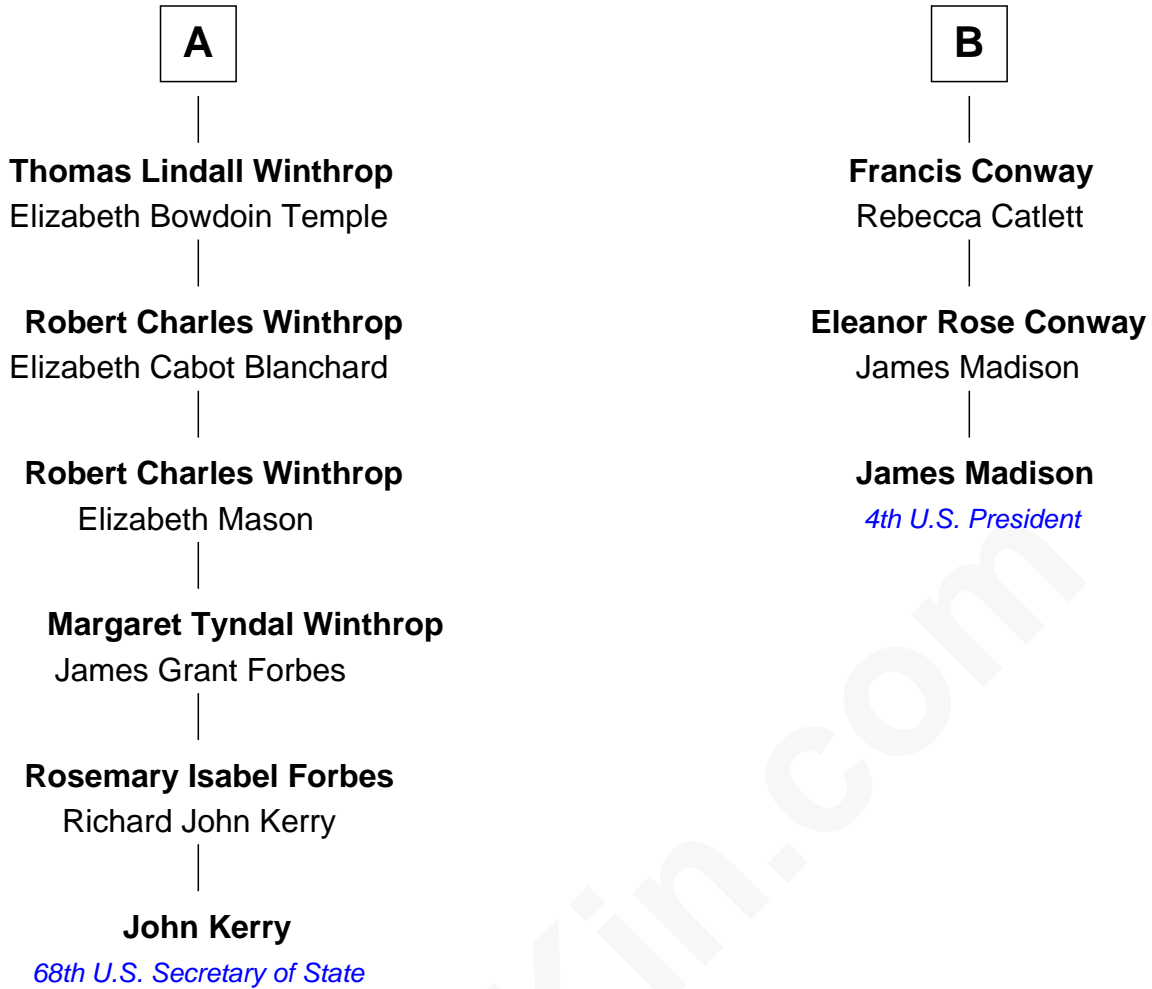 A
Thomas Lindall Winthrop
Elizabeth Bowdoin Temple
Robert Charles Winthrop
Elizabeth Cabot Blanchard
Robert Charles Winthrop
Elizabeth Mason
Margaret Tyndal Winthrop
James Grant Forbes
Rosemary Isabel Forbes
Richard John Kerry
John Kerry
68th U.S. Secretary of State
B
Francis Conway
Rebecca Catlett
Eleanor Rose Conway
James Madison
James Madison
4th U.S. President
Kin.com